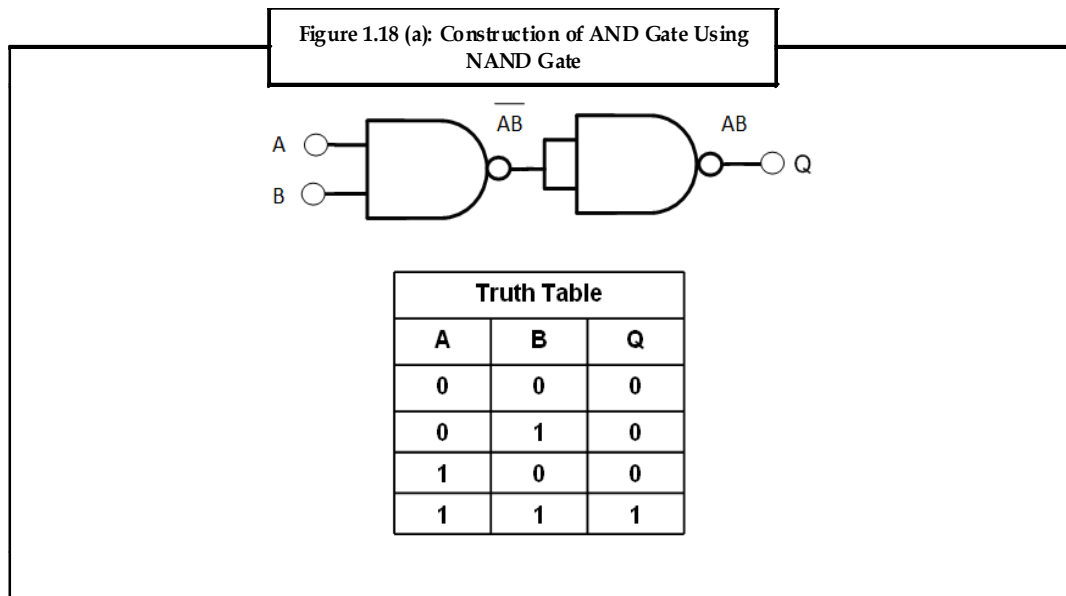 Figure 1.18 (a): Construction of AND Gate Using
NAND Gate
A̅B̅ AB
A Q
B
Truth Table
A B Q
0 0 0
0 1 0
1 0 0
1 1 1